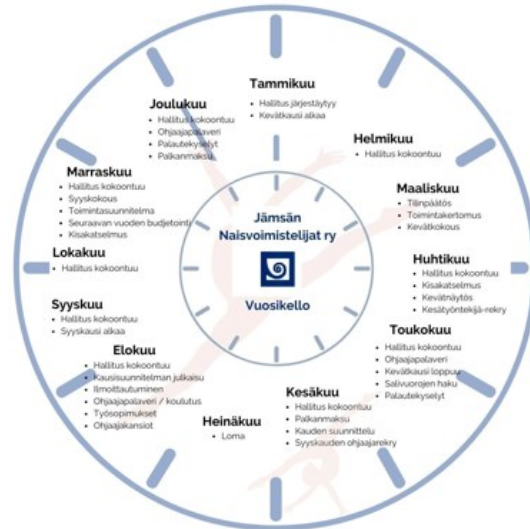 Tammikuu
Hallitus järjestäytyy
Kevätkausi alkaa
Helmikuu
Hallitus kokoontuu
Maaliskuu
Tilinpäätös
Toimintakertomus
Kevätkokous
Huhtikuu
Hallitus kokoontuu
Kisakatselmus
Kevätnäytös
Kesätyöntekijä-rekry
Toukokuu
Hallitus kokoontuu
Ohjaajapalaveri
Kevätkausi loppuu
Salivuorojen haku
Palautekyselyt
Kesäkuu
Hallitus kokoontuu
Palkanmaksu
Kauden suunnittelu
Syyskauden ohjaajarekry
Heinäkuu
Loma
Elokuu
Hallitus kokoontuu
Kausisuunnitelman julkaisu
Ilmoittautuminen
Ohjaajapalaveri / koulutus
Työsopimukset
Ohjaajakansiot
Syyskuu
Hallitus kokoontuu
Syyskausi alkaa
Lokakuu
Hallitus kokoontuu
Marraskuu
Hallitus kokoontuu
Syyskokous
Toimintasuunnitelma
Seuraavan vuoden budjetointi
Kisakatselmus
Joulukuu
Hallitus kokoontuu
Ohjaajapalaveri
Palautekyselyt
Palkanmaksu
Jämsän
Naisvoimistelijat ry
Vuosikello